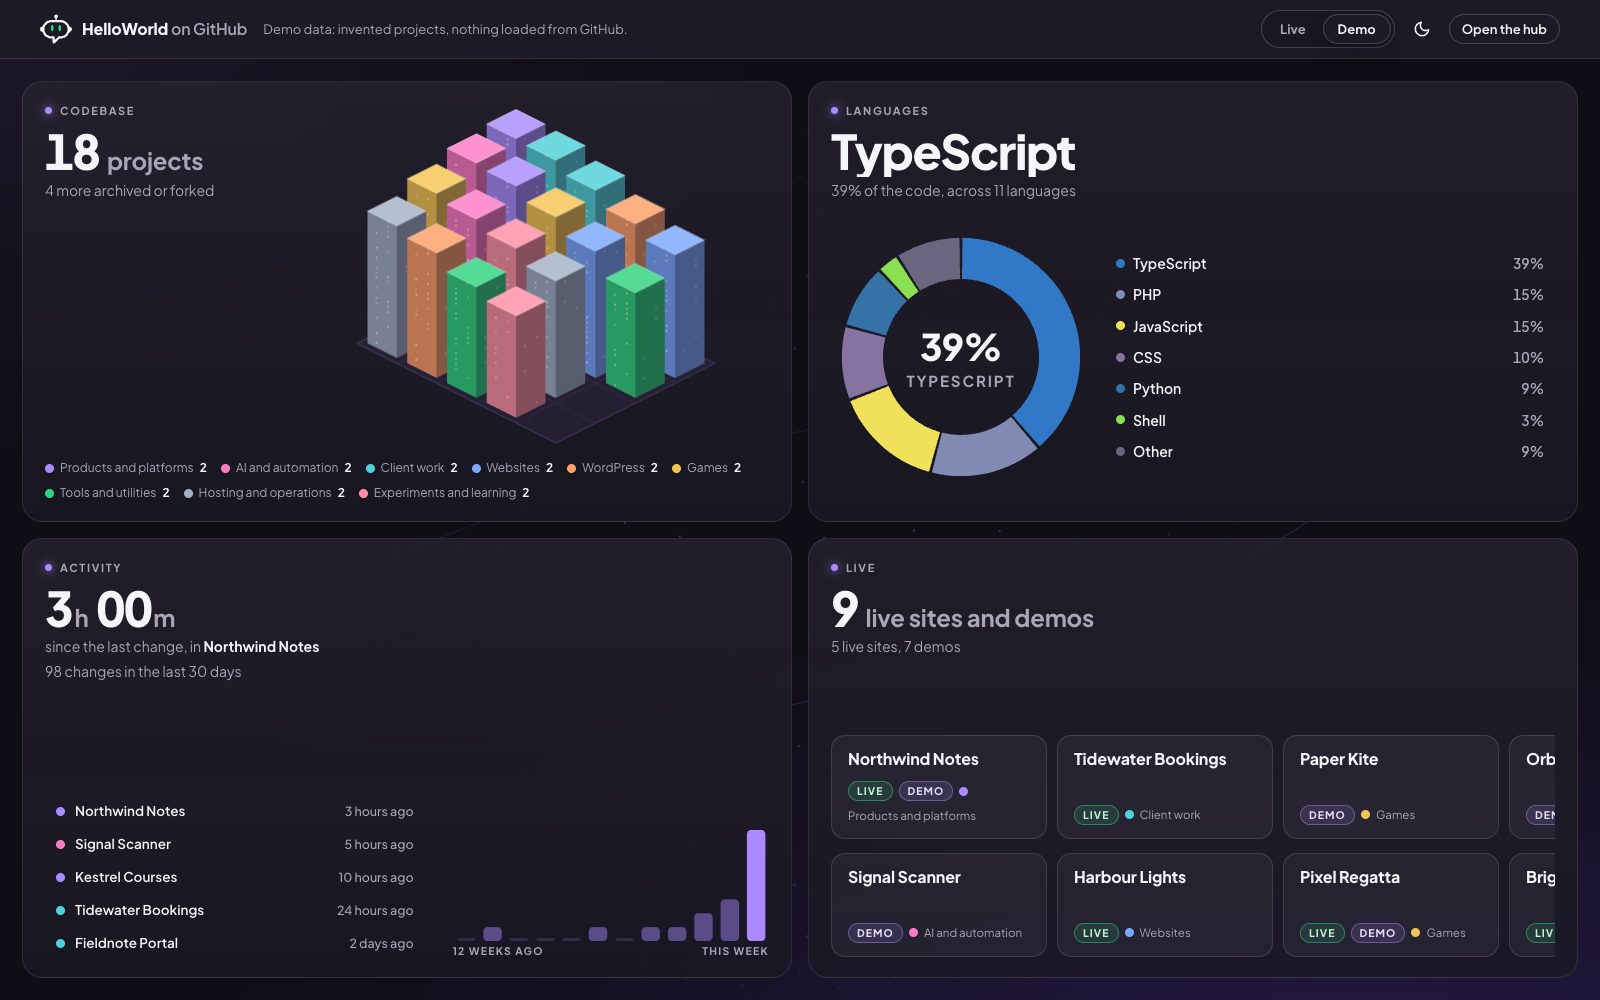 HelloWorld on GitHub
Demo data: invented projects, nothing loaded from GitHub.
Live
Demo
Open the hub
CODEBASE
18 projects
4 more archived or forked
Products and platforms 2
AI and automation 2
Client work 2
Websites 2
WordPress 2
Games 2
Tools and utilities 2
Hosting and operations 2
Experiments and learning 2
LANGUAGES
TypeScript
39% of the code, across 11 languages
39%
TYPESCRIPT
TypeScript 39%
PHP 15%
JavaScript 15%
CSS 10%
Python 9%
Shell 3%
Other 9%
ACTIVITY
3h 00m
since the last change, in Northwind Notes
98 changes in the last 30 days
Northwind Notes 3 hours ago
Signal Scanner 5 hours ago
Kestrel Courses 10 hours ago
Tidewater Bookings 24 hours ago
Fieldnote Portal 2 days ago
12 WEEKS AGO
THIS WEEK
LIVE
9 live sites and demos
5 live sites, 7 demos
Northwind Notes
LIVE DEMO
Products and platforms
Tidewater Bookings
LIVE Client work
Paper Kite
DEMO Games
Orb
DEM
Signal Scanner
DEMO AI and automation
Harbour Lights
LIVE Websites
Pixel Regatta
LIVE DEMO Games
Brig
LIV